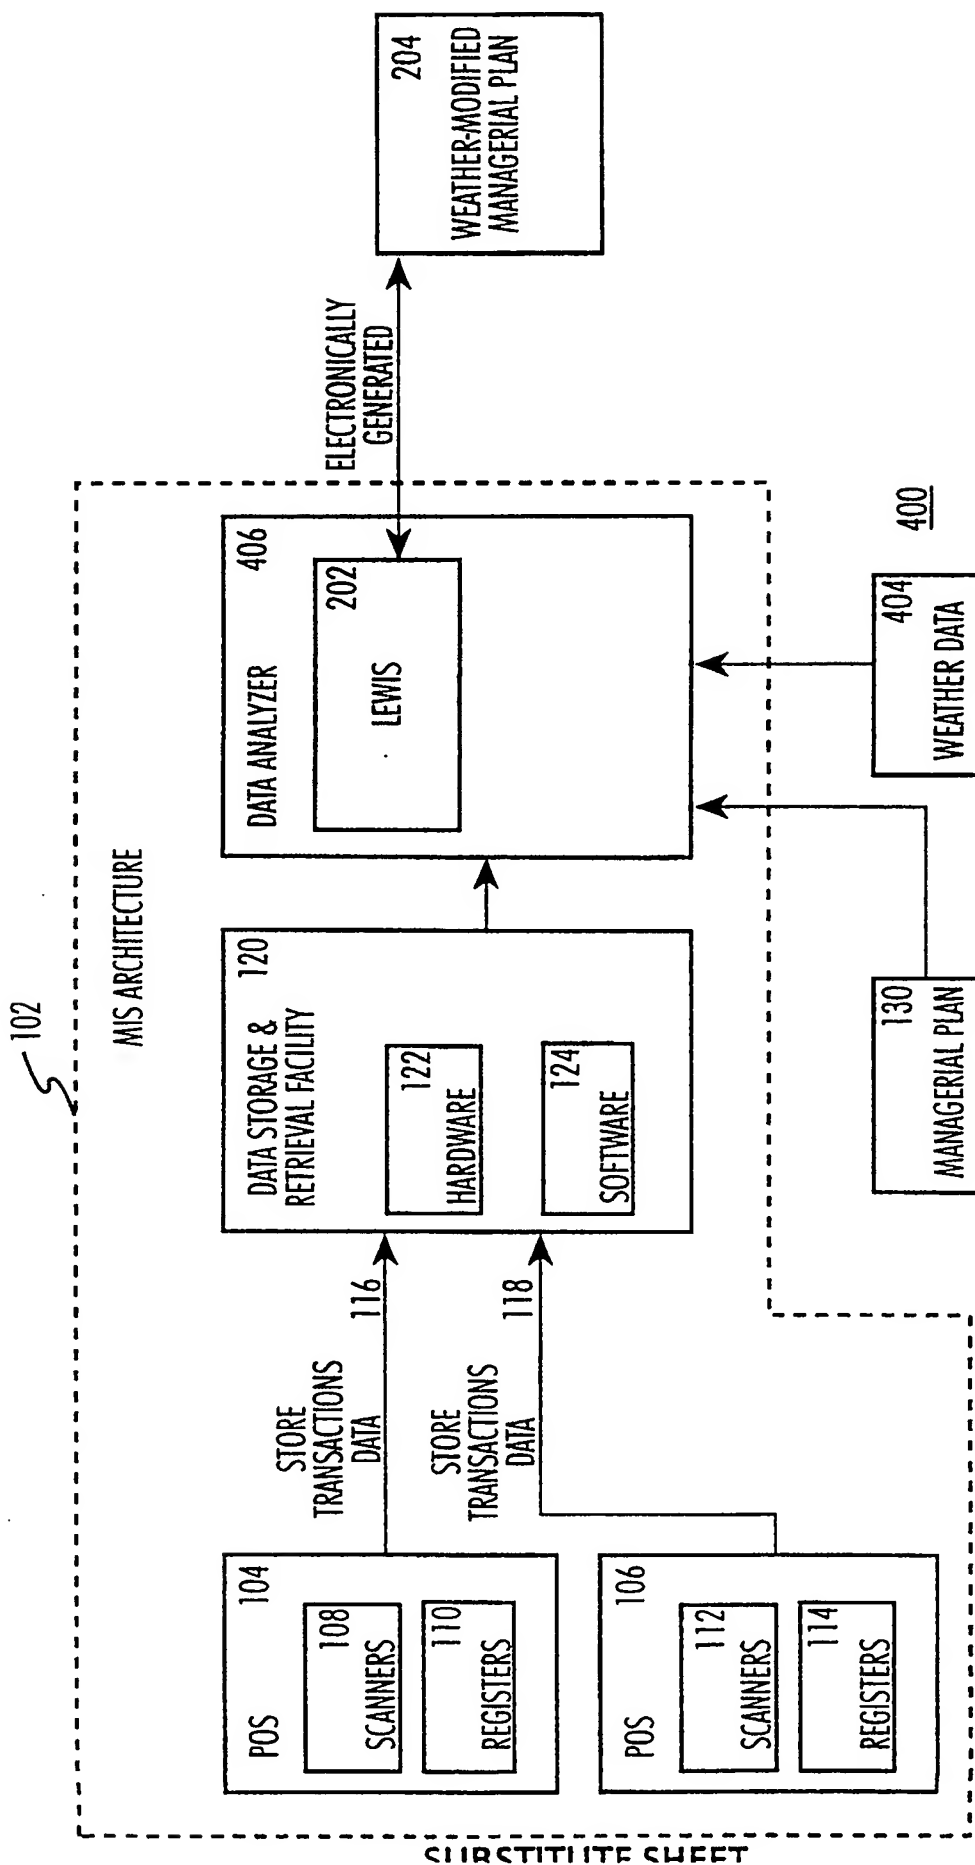 102
MIS ARCHITECTURE
POS
104
SCANNERS
108
REGISTERS
110
POS
106
SCANNERS
112
REGISTERS
114
STORE
TRANSACTIONS
DATA
116
STORE
TRANSACTIONS
DATA
118
DATA STORAGE &
RETRIEVAL FACILITY
120
HARDWARE
122
SOFTWARE
124
DATA ANALYZER
406
LEWIS
202
ELECTRONICALLY
GENERATED
204
WEATHER-MODIFIED
MANAGERIAL PLAN
130
MANAGERIAL PLAN
404
WEATHER DATA
400
SUBSTITUTE SHEET